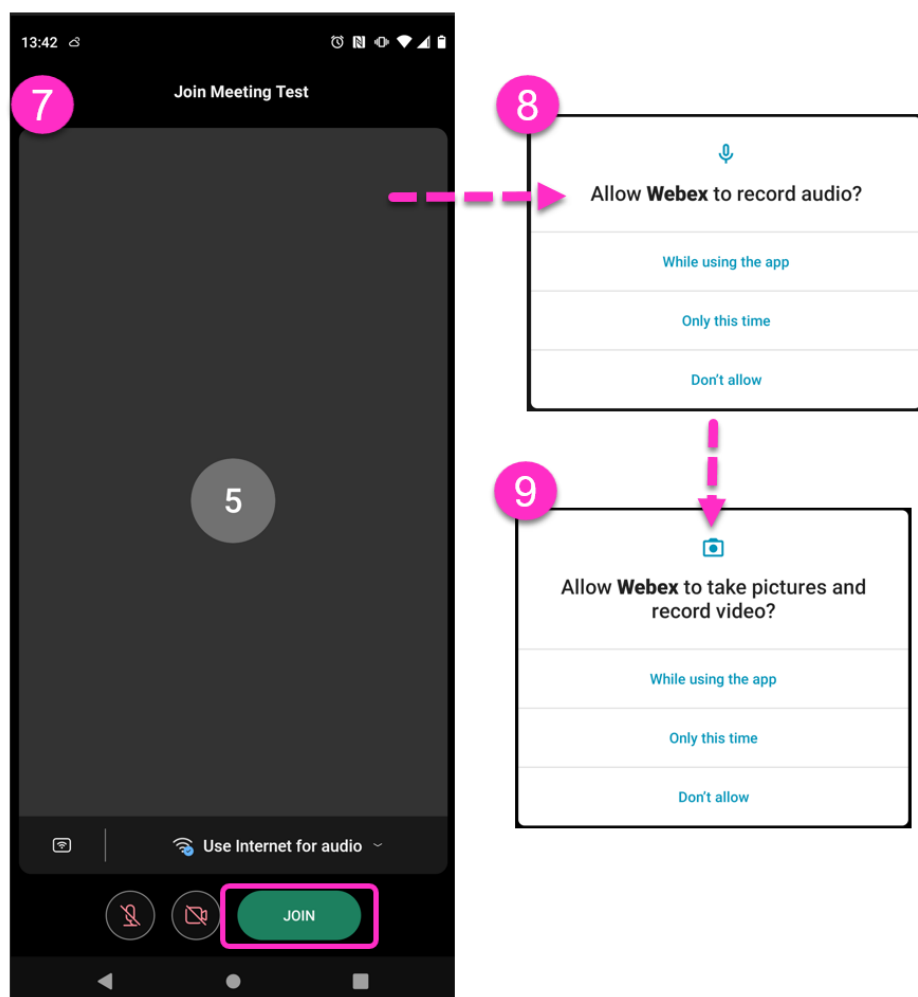 13:42
7
Join Meeting Test
5
Use Internet for audio
JOIN
8
Allow Webex to record audio?
While using the app
Only this time
Don't allow
9
Allow Webex to take pictures and
record video?
While using the app
Only this time
Don't allow